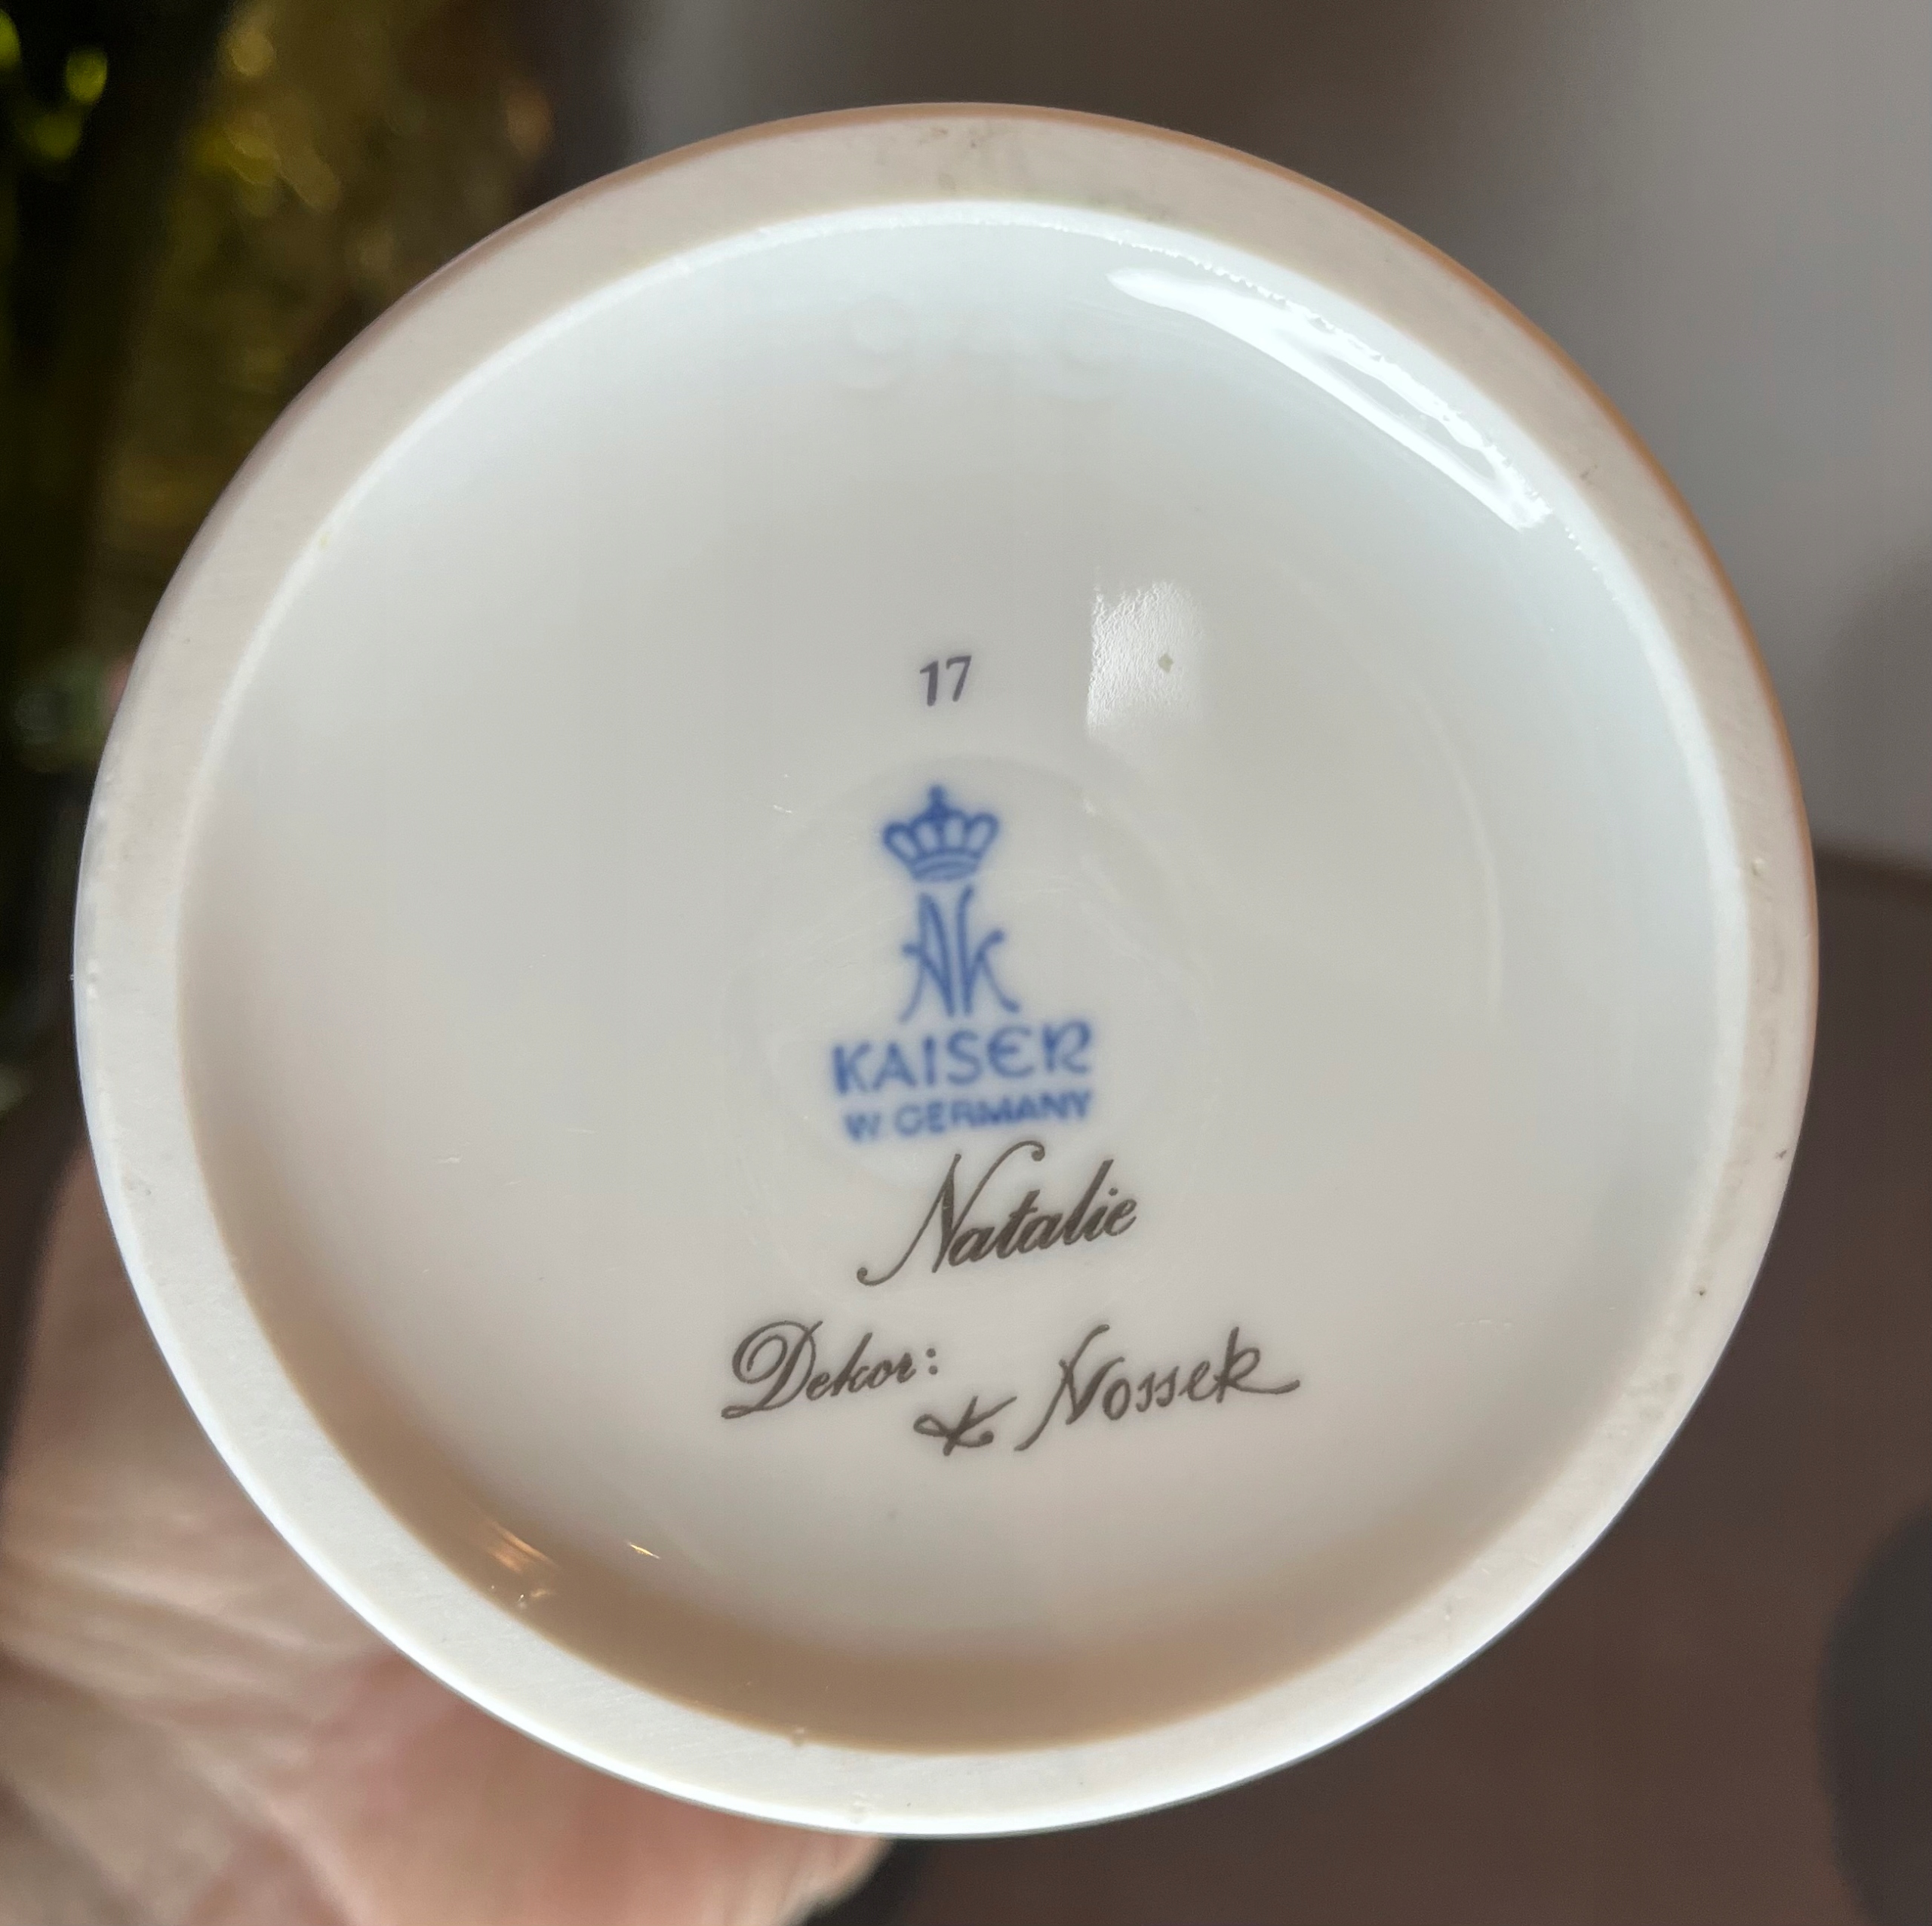 17
AK
KAISER
W GERMANY
Natalie
Dekor:
K Nossek